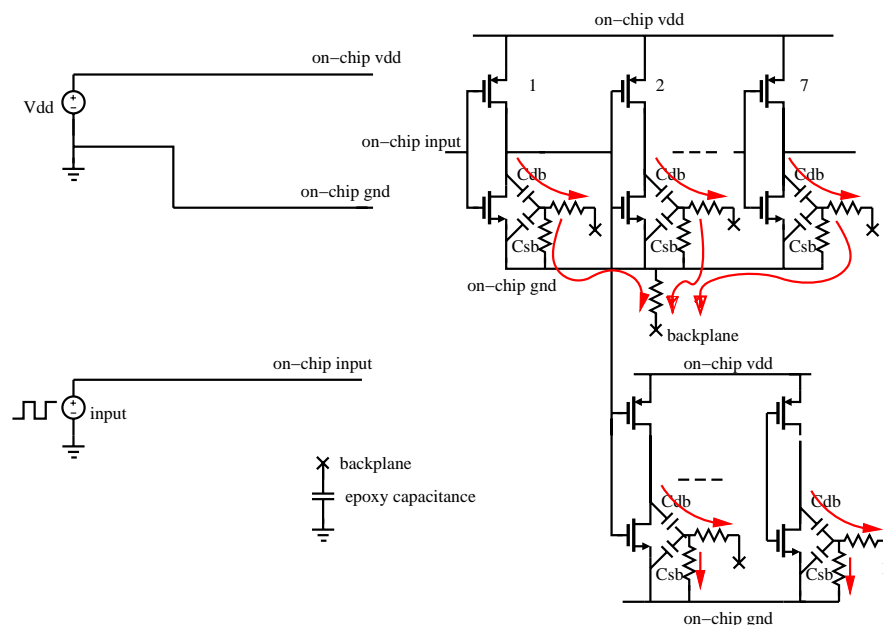 on-chip vdd
on-chip vdd
1
2
7
Vdd
on-chip input
Cdb
Cdb
Cdb
on-chip gnd
Csb
Csb
Csb
on-chip gnd
backplane
on-chip input
on-chip vdd
input
backplane
epoxy capacitance
Cdb
Cdb
Csb
Csb
on-chip gnd